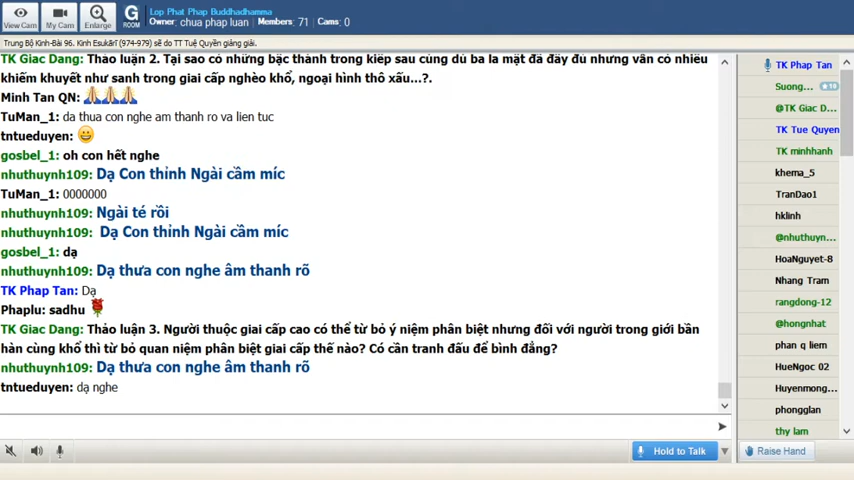 View Cam
My Cam
Enlarge
G
ROOM
Lop Phat Phap Buddhadhamma
Owner: chua phap luan Members: 71 Cams: 0
Trung Bộ Kinh-Bài 96. Kinh Esukārī (974-979) sẽ do TT Tuệ Quyền giảng giải.
TK Giac Dang: Thảo luận 2. Tại sao có những bậc thánh trong kiếp sau cùng dù ba la mật đã đầy đủ nhưng vẫn có nhiều
khiếm khuyết như sanh trong giai cấp nghèo khổ, ngoại hình thô xấu...?.
Minh Tan QN:
TuMan_1: da thua con nghe am thanh ro va lien tuc
tntueduyen:
gosbel_1: oh con hết nghe
nhuthuynh109: Dạ Con thỉnh Ngài cầm míc
TuMan_1: 0000000
nhuthuynh109: Ngài té rồi
nhuthuynh109: Dạ Con thỉnh Ngài cầm míc
gosbel_1: dạ
nhuthuynh109: Dạ thưa con nghe âm thanh rõ
TK Phap Tan: Dạ
Phaplu: sadhu
TK Giac Dang: Thảo luận 3. Người thuộc giai cấp cao có thể từ bỏ ý niệm phân biệt nhưng đối với người trong giới bần
hàn cùng khổ thì từ bỏ quan niệm phân biệt giai cấp thế nào? Có cần tranh đấu để bình đẳng?
nhuthuynh109: Dạ thưa con nghe âm thanh rõ
tntueduyen: dạ nghe
Hold to Talk
TK Phap Tan
Suong... 18
@TK Giac D...
TK Tue Quyen
TK minhhanh
khema_5
TranDao1
hklinh
@nhuthuyn...
HoaNguyet-8
Nhang Tram
rangdong-12
@hongnhat
phan q liem
HueNgoc 02
Huyenmong...
phongglan
thy lam
Raise Hand